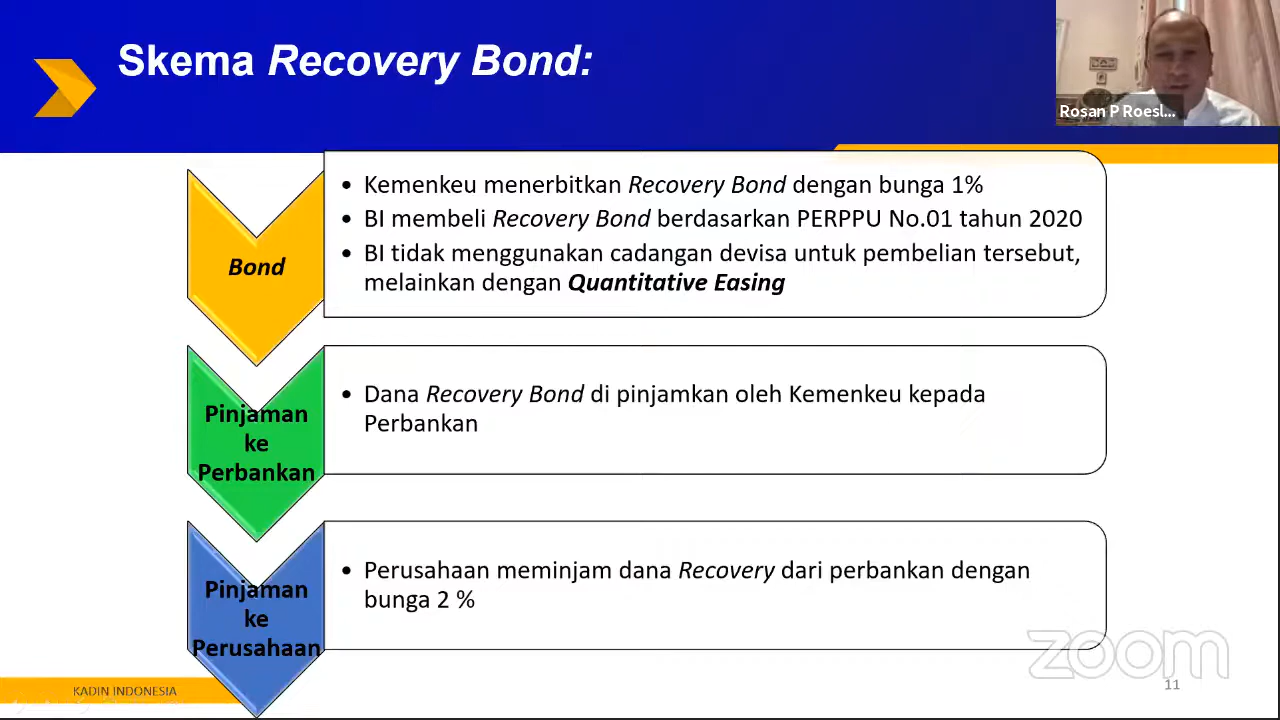 Skema Recovery Bond:
Rosan P Roesl...
Bond
• Kemenkeu menerbitkan Recovery Bond dengan bunga 1%
• BI membeli Recovery Bond berdasarkan PERPPU No.01 tahun 2020
• BI tidak menggunakan cadangan devisa untuk pembelian tersebut,
melainkan dengan Quantitative Easing
Pinjaman
ke
Perbankan
• Dana Recovery Bond di pinjamkan oleh Kemenkeu kepada
Perbankan
Pinjaman
ke
Perusahaan
• Perusahaan meminjam dana Recovery dari perbankan dengan
bunga 2 %
zoom
KADIN INDONESIA
11